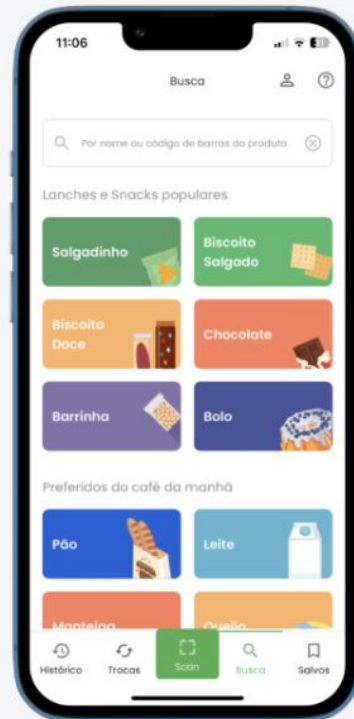 11:06
Busca
Por nome ou código de barras do produto
Lanches e Snacks populares
Salgadinho
Biscoito
Salgado
Biscoito
Doce
Chocolate
Barrinha
Bolo
Preferidos do café da manhã
Pão
Leite
Manteiga
Queijo
Histórico
Trocas
Scan
Busca
Salvos